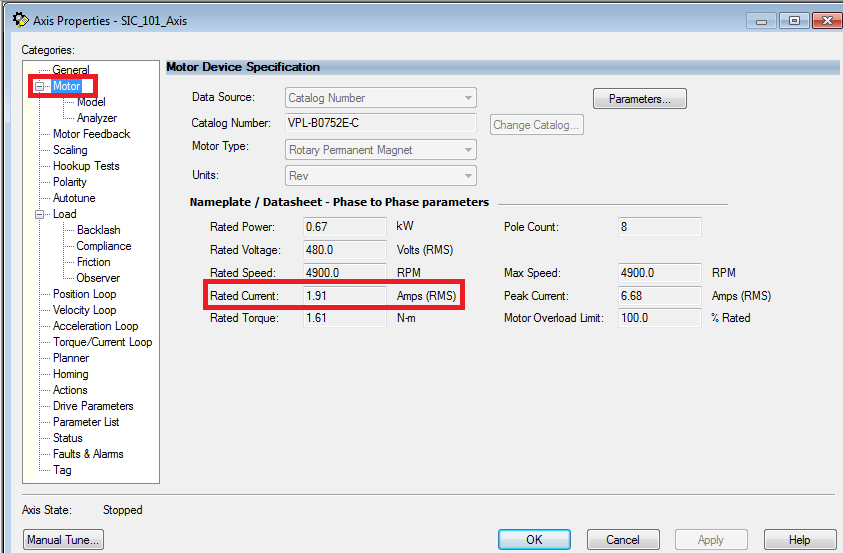 Axis Properties - SIC_101_Axis
Categories:
General
Motor
Model
Analyzer
Motor Feedback
Scaling
Hookup Tests
Polarity
Autotune
Load
Backlash
Compliance
Friction
Observer
Position Loop
Velocity Loop
Acceleration Loop
Torque/Current Loop
Planner
Homing
Actions
Drive Parameters
Parameter List
Status
Faults & Alarms
Tag
Motor Device Specification
Data Source: Catalog Number Parameters...
Catalog Number: VPL-B0752E-C Change Catalog...
Motor Type: Rotary Permanent Magnet
Units: Rev
Nameplate / Datasheet - Phase to Phase parameters
Rated Power: 0.67 kW Pole Count: 8
Rated Voltage: 480.0 Volts (RMS)
Rated Speed: 4900.0 RPM Max Speed: 4900.0 RPM
Rated Current: 1.91 Amps (RMS) Peak Current: 6.68 Amps (RMS)
Rated Torque: 1.61 N-m Motor Overload Limit: 100.0 % Rated
Axis State: Stopped
Manual Tune... OK Cancel Apply Help